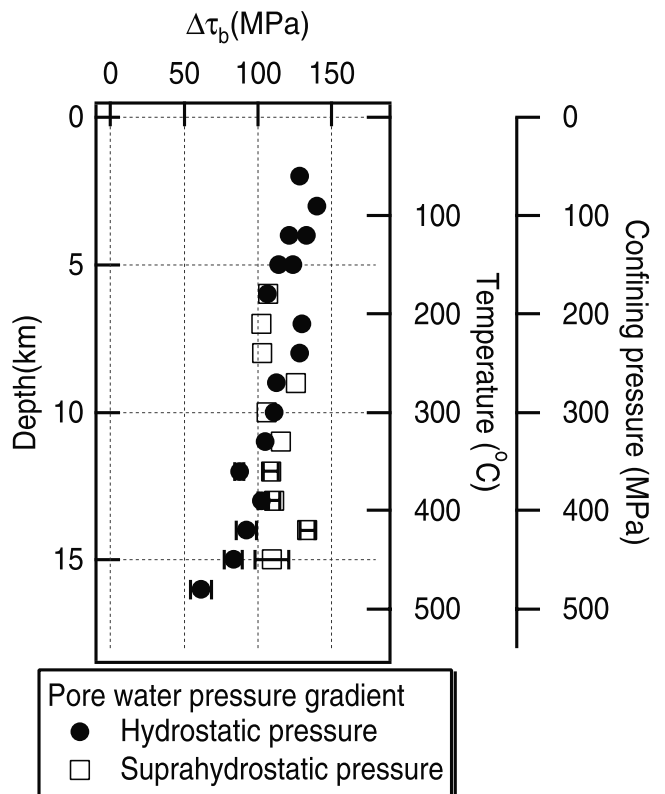 Δτb(MPa)
0 50 100 150
0
5
10
15
Depth(km)
100
200
300
400
500
Temperature (°C)
0
100
200
300
400
500
Confining pressure (MPa)
Pore water pressure gradient
Hydrostatic pressure
Suprahydrostatic pressure